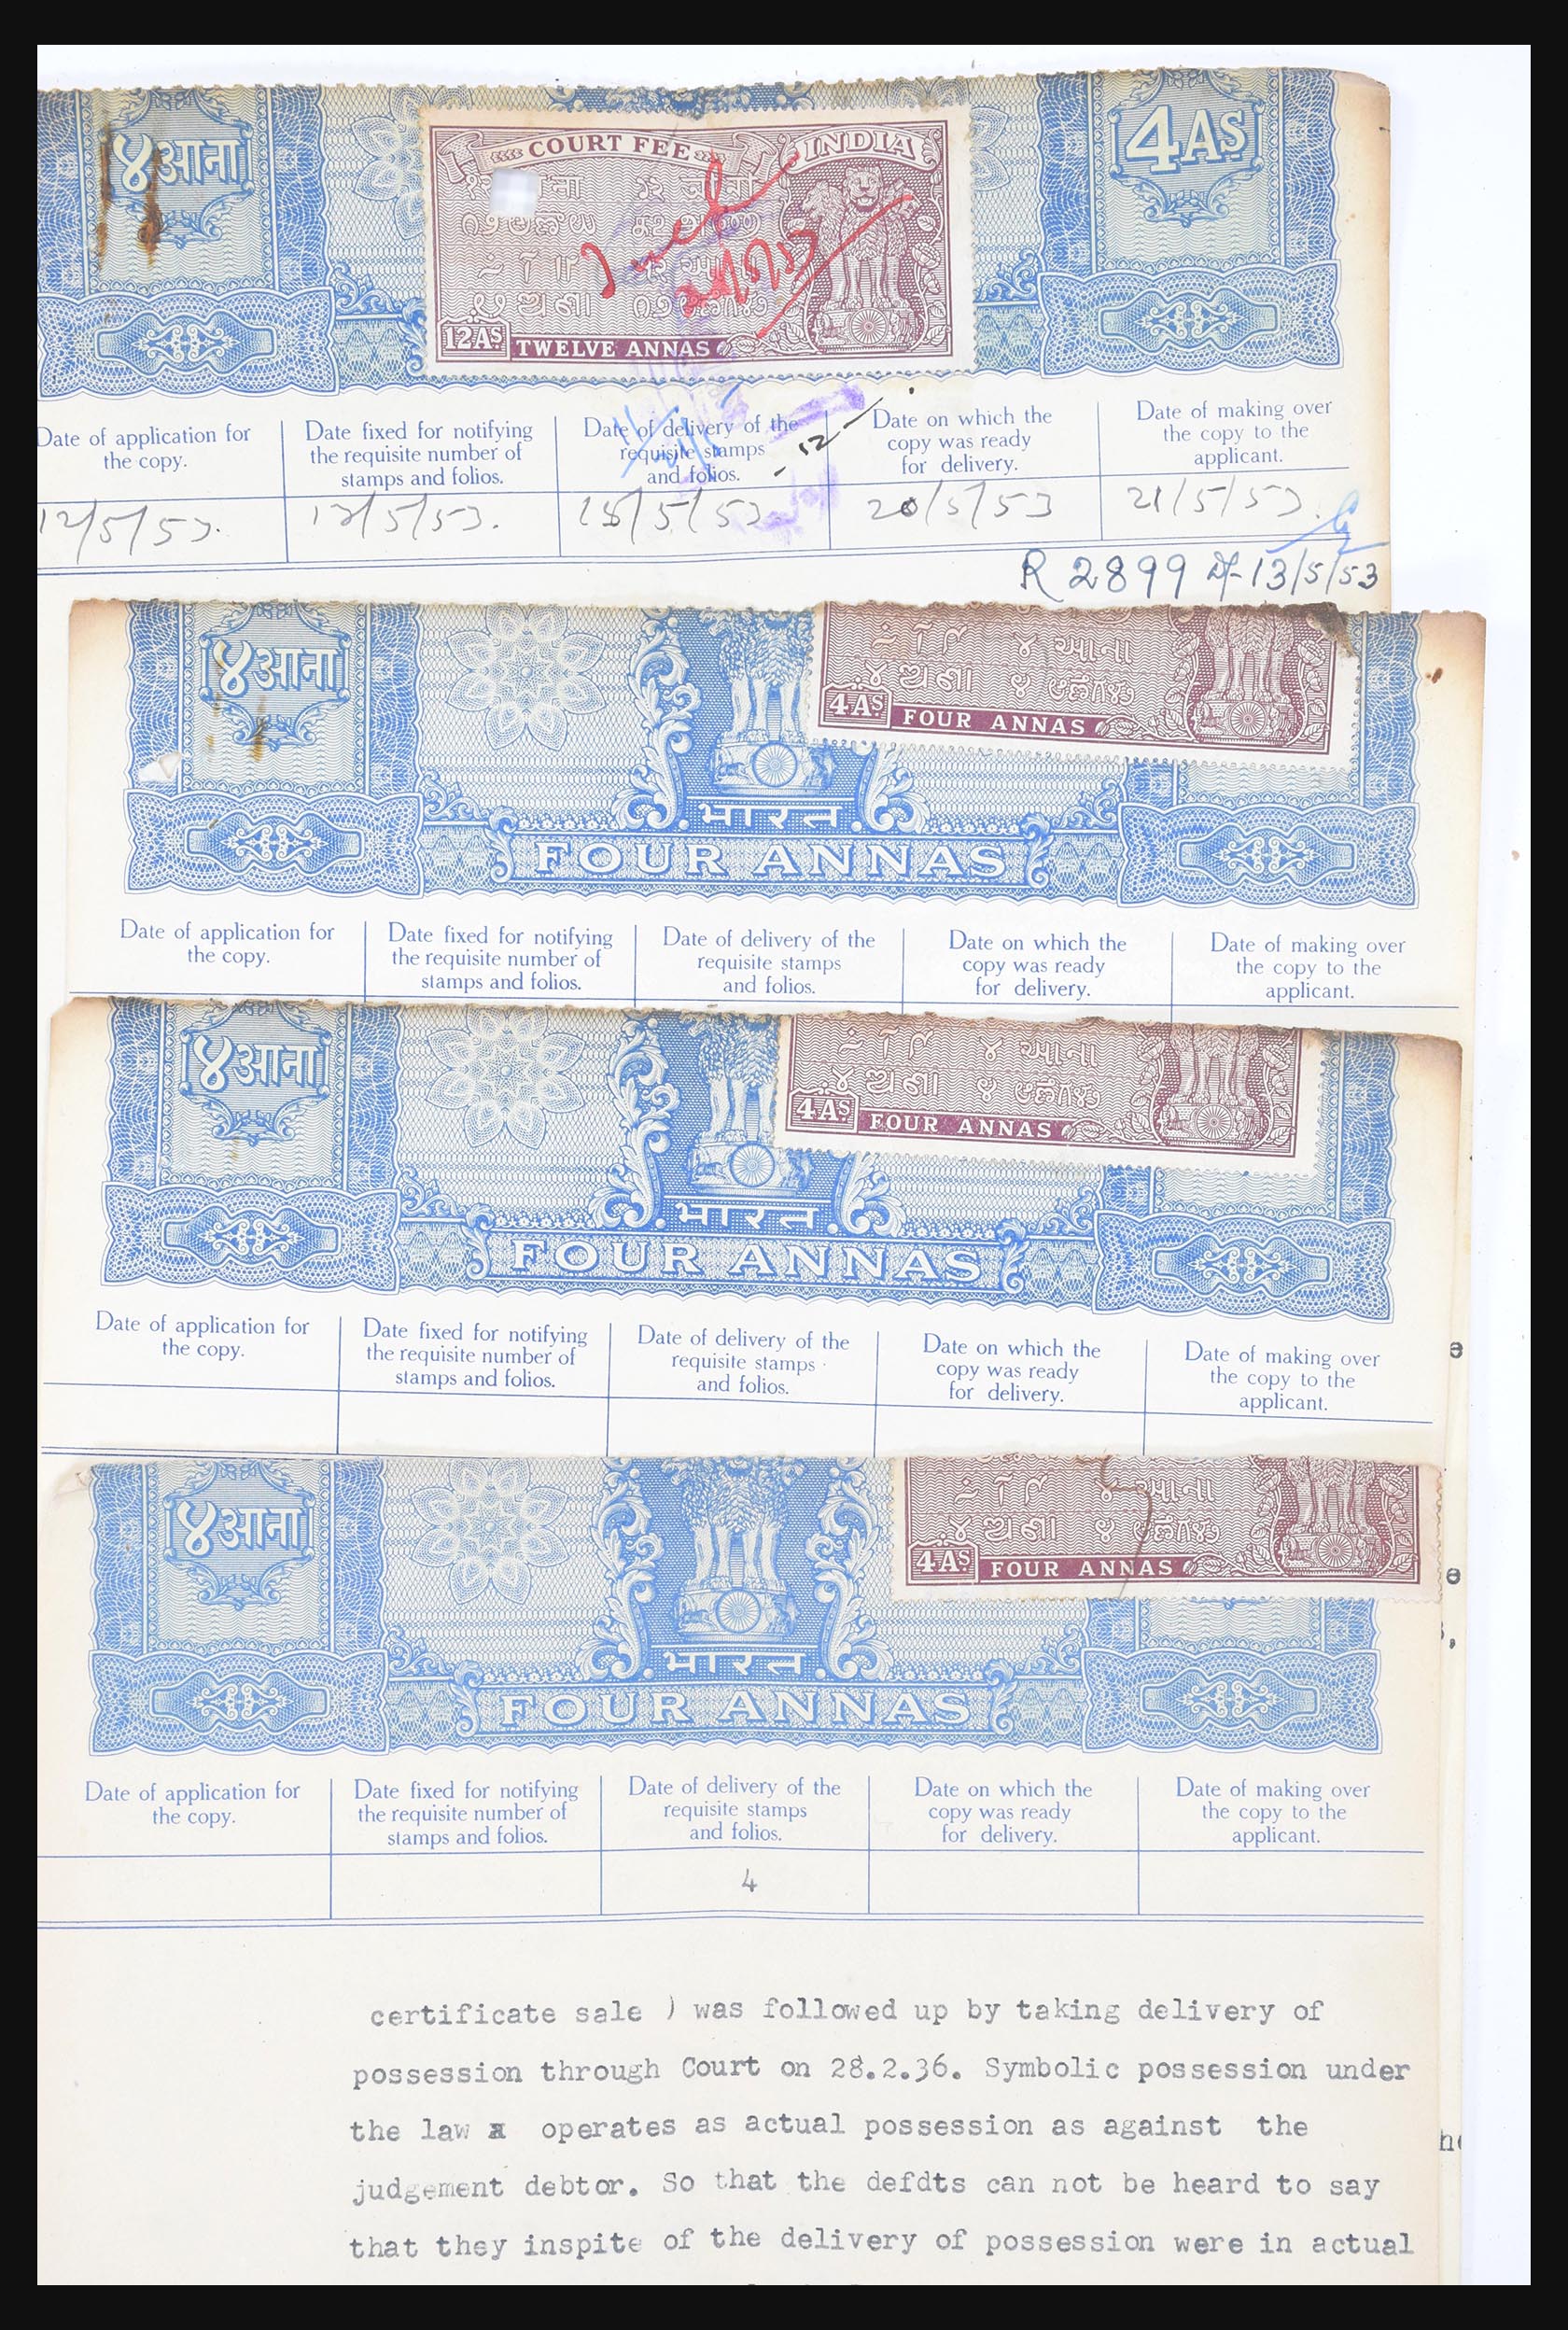 ४आना
COURT FEE
INDIA
4AS
12AS
TWELVE ANNAS
Date of application for
the copy.
Date fixed for notifying
the requisite number of
stamps and folios.
Date of delivery of the
requisite stamps
and folios.
Date on which the
copy was ready
for delivery.
Date of making over
the copy to the
applicant.
- 12 -
12/5/53.
13/5/53.
15/5/53
20/5/53
21/5/53.
R 2899 13/5/53
४आना
४ আના
4AS
FOUR ANNAS
भारत
FOUR ANNAS
Date of application for
the copy.
Date fixed for notifying
the requisite number of
stamps and folios.
Date of delivery of the
requisite stamps
and folios.
Date on which the
copy was ready
for delivery.
Date of making over
the copy to the
applicant.
४आना
4AS
FOUR ANNAS
भारत
FOUR ANNAS
Date of application for
the copy.
Date fixed for notifying
the requisite number of
stamps and folios.
Date of delivery of the
requisite stamps
and folios.
Date on which the
copy was ready
for delivery.
Date of making over
the copy to the
applicant.
४आना
4AS
FOUR ANNAS
भारत
FOUR ANNAS
Date of application for
the copy.
Date fixed for notifying
the requisite number of
stamps and folios.
Date of delivery of the
requisite stamps
and folios.
Date on which the
copy was ready
for delivery.
Date of making over
the copy to the
applicant.
4
certificate sale ) was followed up by taking delivery of
possession through Court on 28.2.36. Symbolic possession under
the law x operates as actual possession as against the
judgement debtor. So that the defdts can not be heard to say
that they inspite of the delivery of possession were in actual